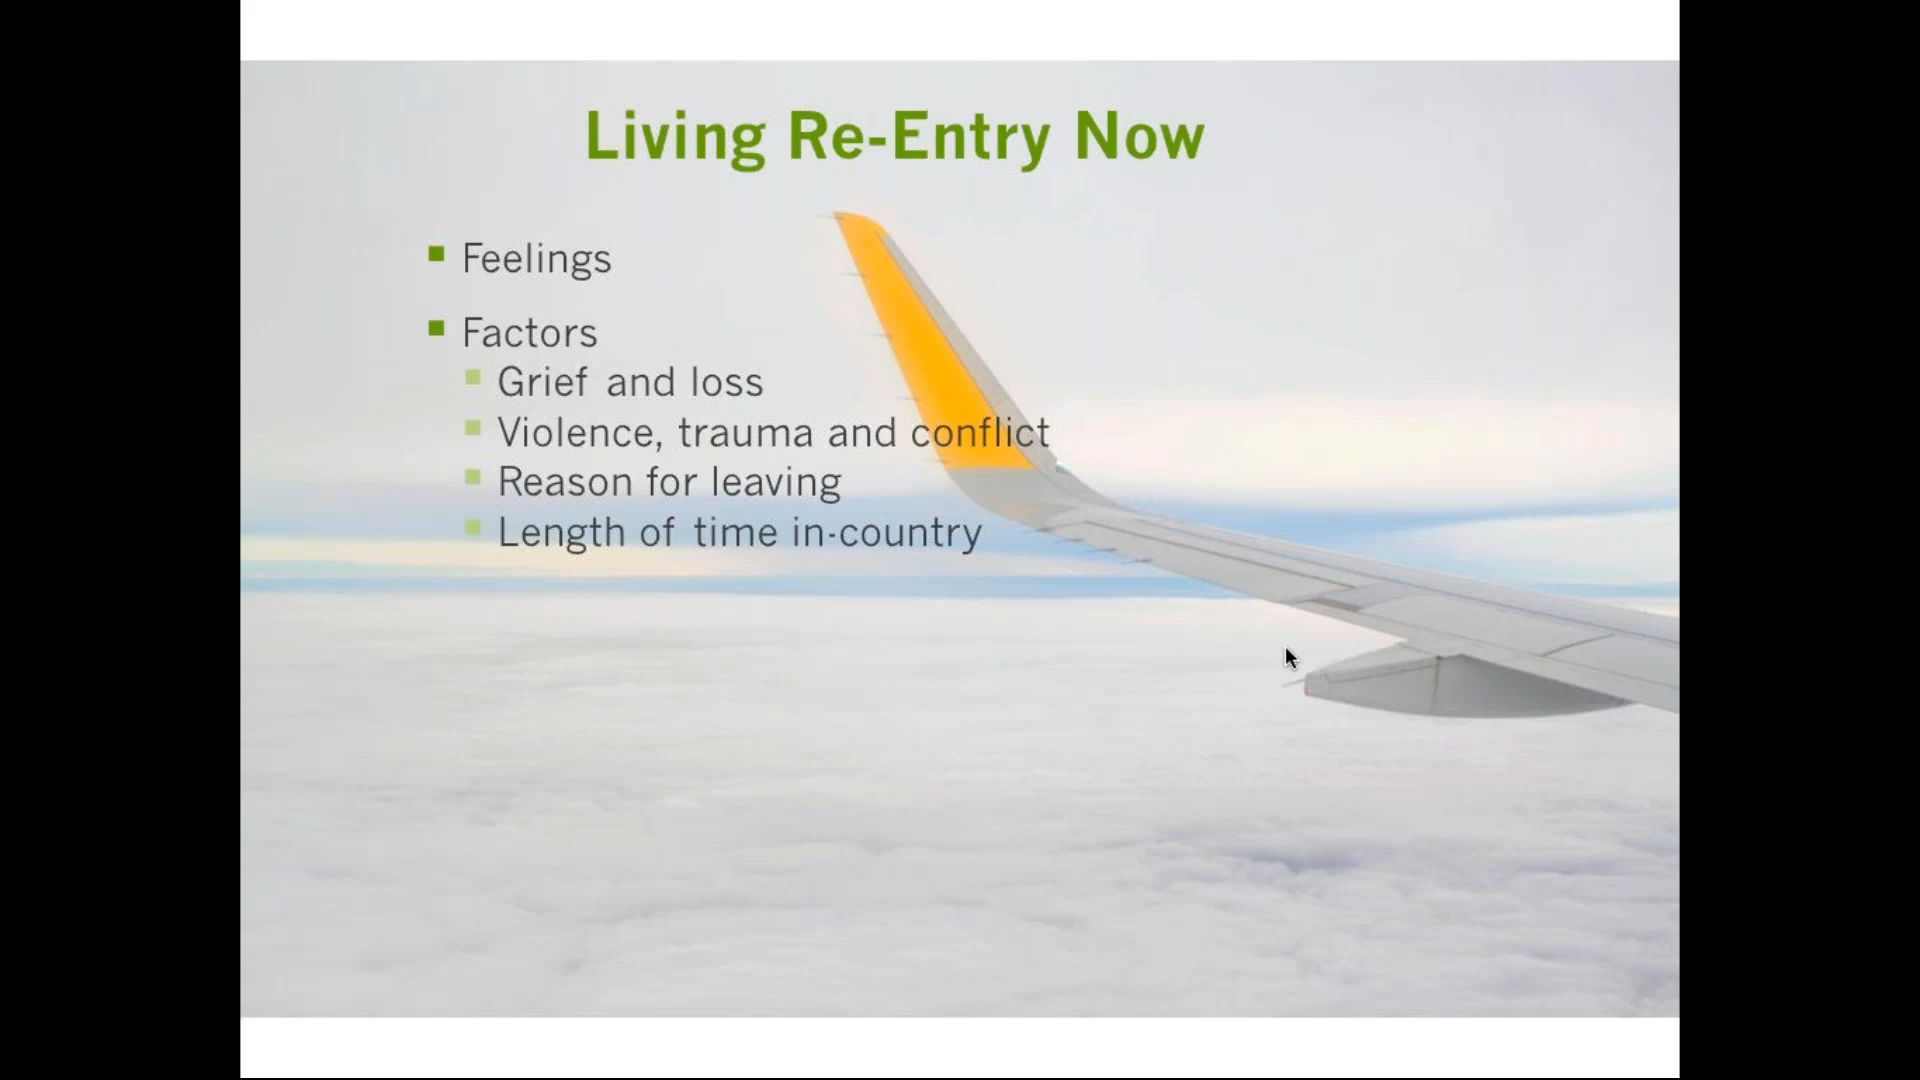 Living Re-Entry Now
Feelings
Factors
Grief and loss
Violence, trauma and conflict
Reason for leaving
Length of time in-country